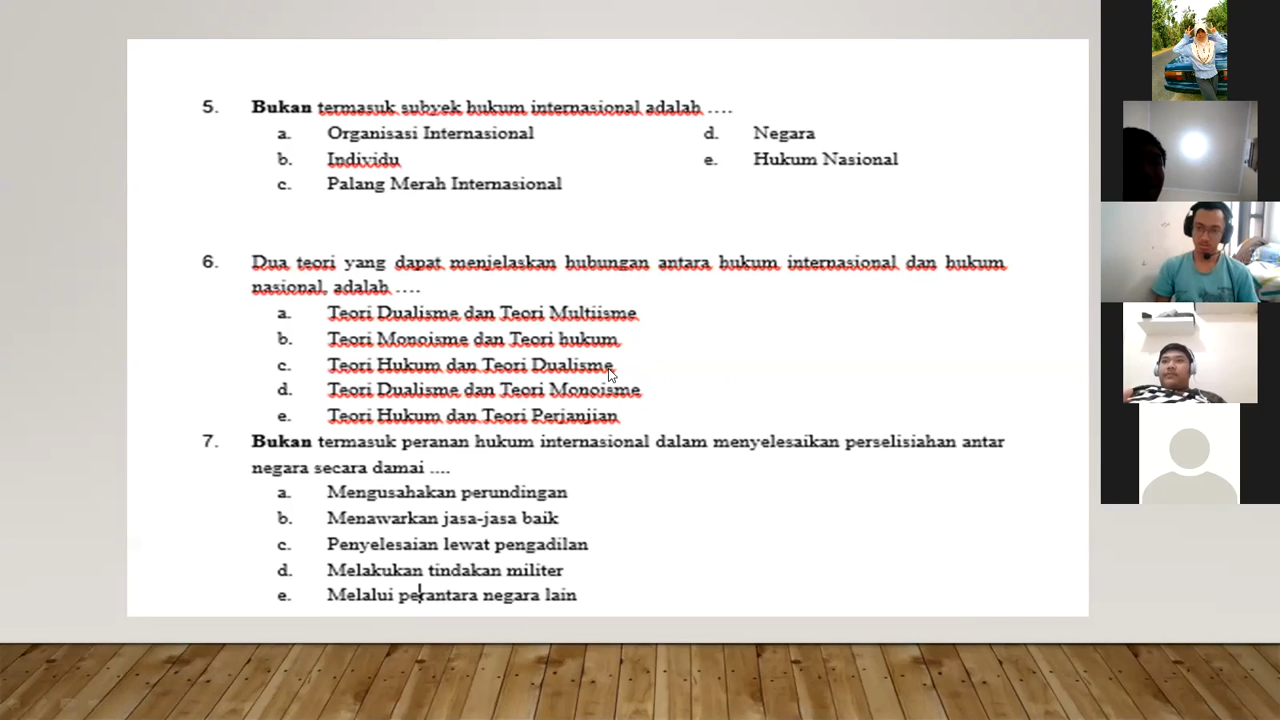 5. Bukan termasuk subyek hukum internasional adalah ....
a. Organisasi Internasional d. Negara
b. Individu e. Hukum Nasional
c. Palang Merah Internasional
6. Dua teori yang dapat menjelaskan hubungan antara hukum internasional dan hukum
nasional, adalah ....
a. Teori Dualisme dan Teori Multiisme
b. Teori Monoisme dan Teori hukum
c. Teori Hukum dan Teori Dualisme
d. Teori Dualisme dan Teori Monoisme
e. Teori Hukum dan Teori Perjanjian
7. Bukan termasuk peranan hukum internasional dalam menyelesaikan perselisiahan antar
negara secara damai ....
a. Mengusahakan perundingan
b. Menawarkan jasa-jasa baik
c. Penyelesaian lewat pengadilan
d. Melakukan tindakan militer
e. Melalui perantara negara lain